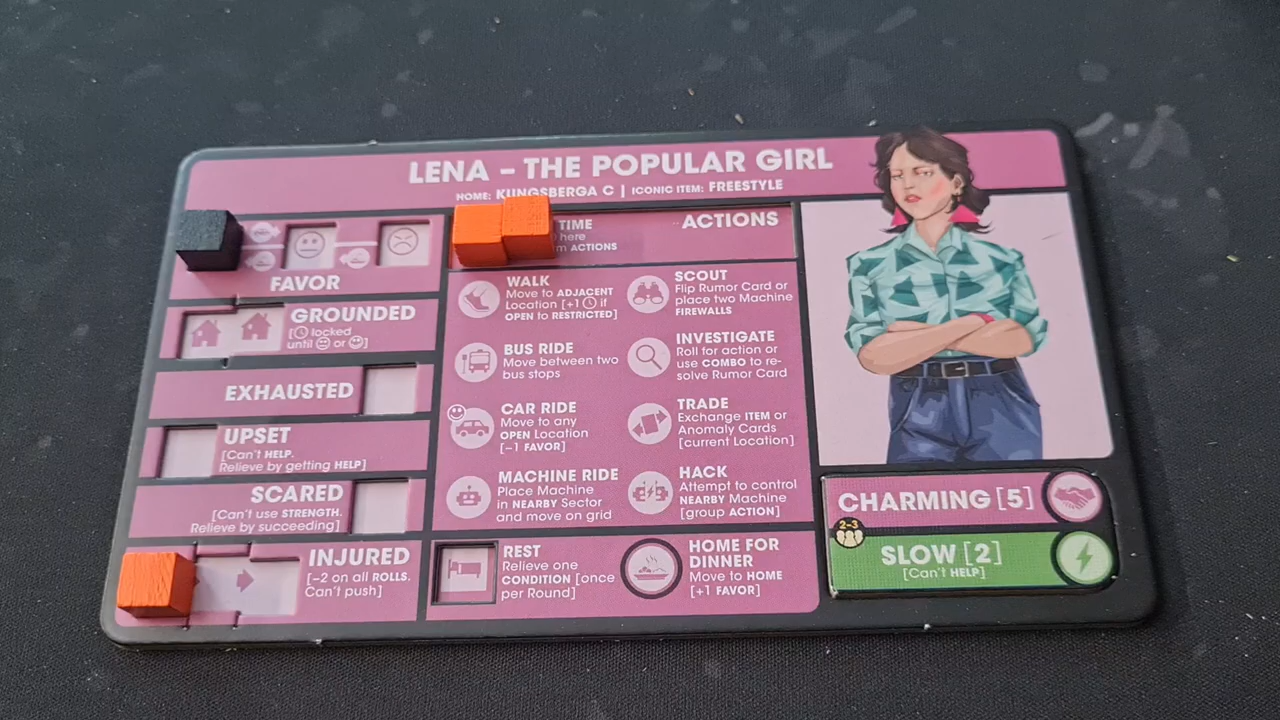 LENA – THE POPULAR GIRL
HOME: KUNGSBERGA C | ICONIC ITEM: FREESTYLE
FAVOR
GROUNDED
[locked
until or]
EXHAUSTED
UPSET
[Can't HELP.
Relieve by getting HELP]
SCARED
[Can't use STRENGTH.
Relieve by succeeding]
INJURED
[–2 on all ROLLS.
Can't push]
TIME
here
ACTIONS
ACTIONS
WALK
Move to ADJACENT
Location [+1 if
OPEN to RESTRICTED]
BUS RIDE
Move between two
bus stops
CAR RIDE
Move to any
OPEN Location
[–1 FAVOR]
MACHINE RIDE
Place Machine
in NEARBY Sector
and move on grid
SCOUT
Flip Rumor Card or
place two Machine
FIREWALLS
INVESTIGATE
Roll for action or
use COMBO to re-
solve Rumor Card
TRADE
Exchange ITEM or
Anomaly Cards
[current Location]
HACK
Attempt to control
NEARBY Machine
[group ACTION]
REST
Relieve one
CONDITION [once
per Round]
HOME FOR
DINNER
Move to HOME
[+1 FAVOR]
CHARMING [5]
2–3
SLOW [2]
[Can't HELP]